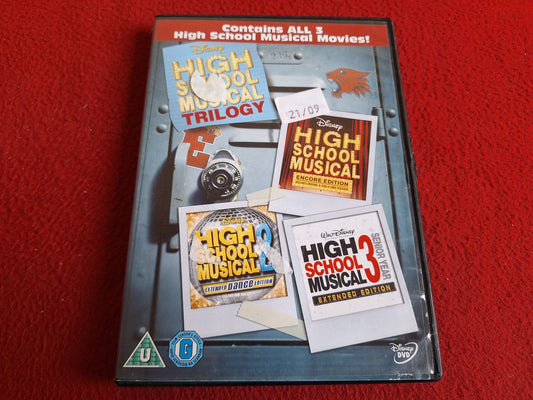 Contains ALL 3
High School Musical Movies!
Disney
HIGH
SCHOOL
MUSICAL
TRILOGY
21/09
Disney
HIGH
SCHOOL
MUSICAL
ENCORE EDITION
E
HIGH
SCHOOL
MUSICAL 2
EXTENDED DANCE EDITION
WALT DISNEY
HIGH
SCHOOL
MUSICAL 3
SENIOR YEAR
EXTENDED EDITION
U
G
Disney
DVD